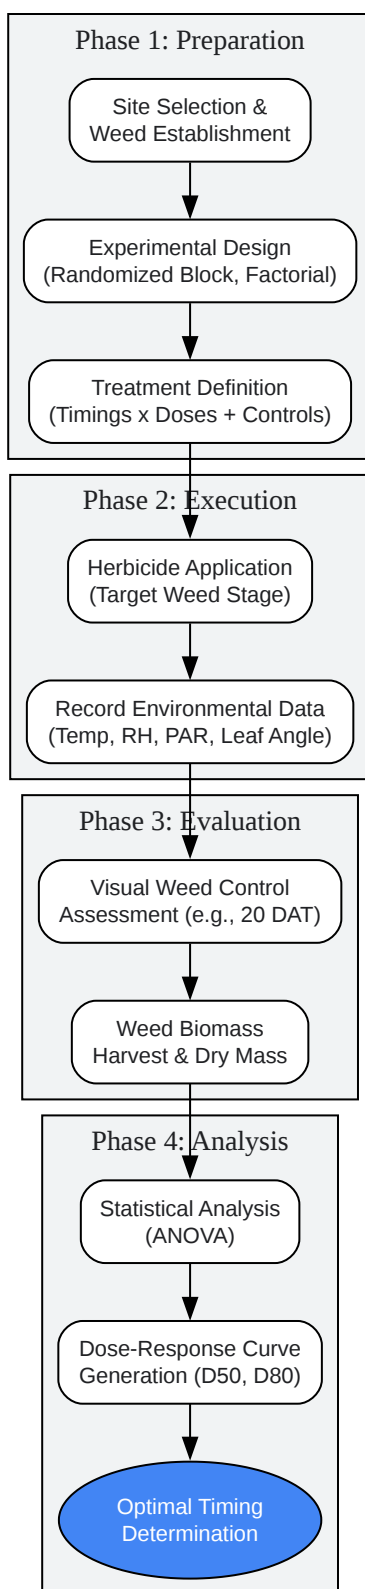 Phase 1: Preparation
Site Selection &
Weed Establishment
Experimental Design
(Randomized Block, Factorial)
Treatment Definition
(Timings x Doses + Controls)
Phase 2: Execution
Herbicide Application
(Target Weed Stage)
Record Environmental Data
(Temp, RH, PAR, Leaf Angle)
Phase 3: Evaluation
Visual Weed Control
Assessment (e.g., 20 DAT)
Weed Biomass
Harvest & Dry Mass
Phase 4: Analysis
Statistical Analysis
(ANOVA)
Dose-Response Curve
Generation (D50, D80)
Optimal Timing
Determination